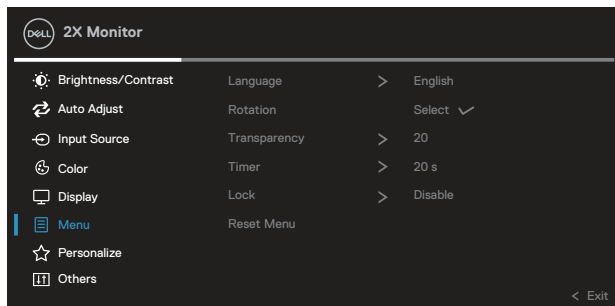 DELL 2X Monitor
Brightness/Contrast Language > English
Auto Adjust Rotation Select ✓
Input Source Transparency > 20
Color Timer > 20 s
Display Lock > Disable
Menu Reset Menu
Personalize
Others
< Exit